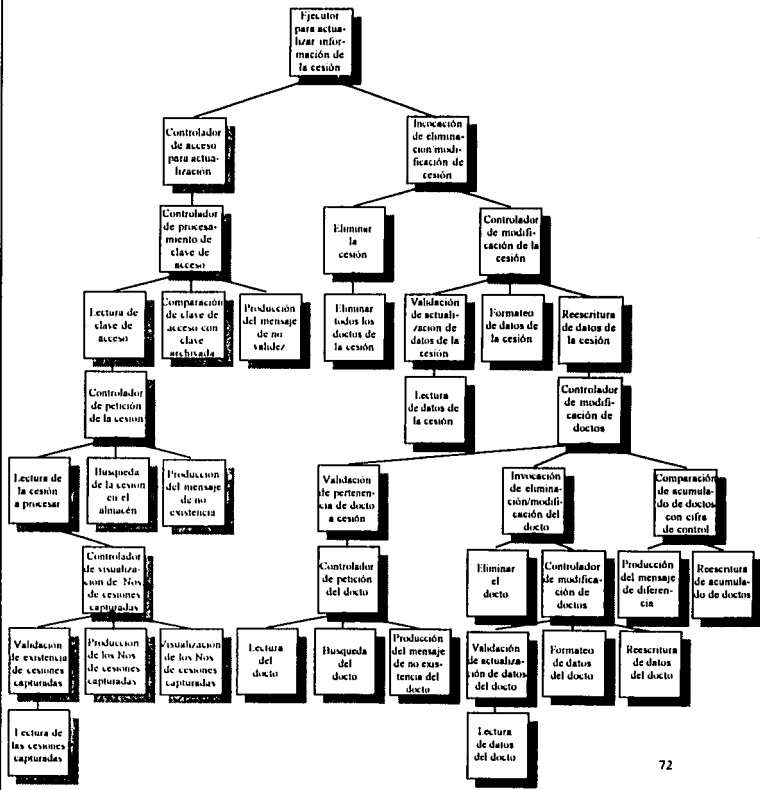 Ejecutor
para actua-
lizar infor-
mación de
la cesión
Controlador
de acceso
para actua-
lización
Incocación
de elimina-
cion/modi-
ficación de
cesión
Controlador
de procesa-
miento de
clave de
acceso
Eliminar
la
cesión
Controlador
de modifi-
cación de la
cesión
Lectura de
clave de
acceso
Comparación
de clave de
acceso con
clave
archivada
Producción
del mensaje
de no
validez
Eliminar
todos los
doctos de
la cesión
Validación
de actuali-
zación de
datos de la
cesión
Formateo
de datos de
la cesión
Reescritura
de datos de
la cesión
Controlador
de petición
de la cesion
Lectura
de datos de
la cesión
Controlador
de modifi-
cación de
doctos
Lectura de
la cesión
a procesar
Busqueda
de la cesion
en el
almacén
Producción
del mensaje
de no
existencia
Validación
de pertenen-
cia de docto
a cesión
Invocación
de elimina-
ción/modifi-
cación del
docto
Comparación
de acumula-
do de doctos
con cifra
de control
Controlador
de visualiza-
cion de Nos
de cesiones
capturadas
Controlador
de petición
del docto
Eliminar
el
docto
Controlador
de modifica-
ción de
doctos
Producción
del mensaje
de diferen-
cia
Reescritura
de acumula-
do de doctos
Validación
de existencia
de cesiones
capturadas
Produccion
de los Nos
de cesiones
capturadas
Visualización
de los Nos
de cesiones
capturadas
Lectura
del
docto
Busqueda
del
docto
Producción
del mensaje
de no exis-
tencia del
docto
Validación
de actualiza-
ción de datos
del docto
Formateo
de datos
del docto
Reescritura
de datos
del docto
Lectura de
las cesiones
capturadas
Lectura
de datos
del docto
72